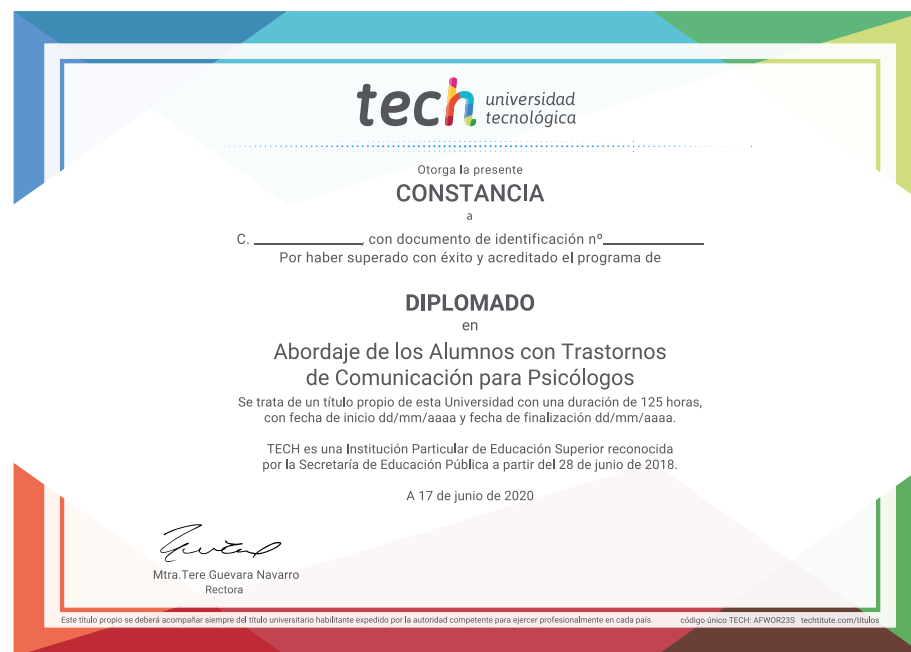 tech universidad
tecnológica
Otorga la presente
CONSTANCIA
a
C. ______________, con documento de identificación nº______________
Por haber superado con éxito y acreditado el programa de
DIPLOMADO
en
Abordaje de los Alumnos con Trastornos
de Comunicación para Psicólogos
Se trata de un título propio de esta Universidad con una duración de 125 horas,
con fecha de inicio dd/mm/aaaa y fecha de finalización dd/mm/aaaa.
TECH es una Institución Particular de Educación Superior reconocida
por la Secretaría de Educación Pública a partir del 28 de junio de 2018.
A 17 de junio de 2020
Mtra.Tere Guevara Navarro
Rectora
Este título propio se deberá acompañar siempre del título universitario habilitante expedido por la autoridad competente para ejercer profesionalmente en cada país. código único TECH: AFWOR23S techtitute.com/titulos